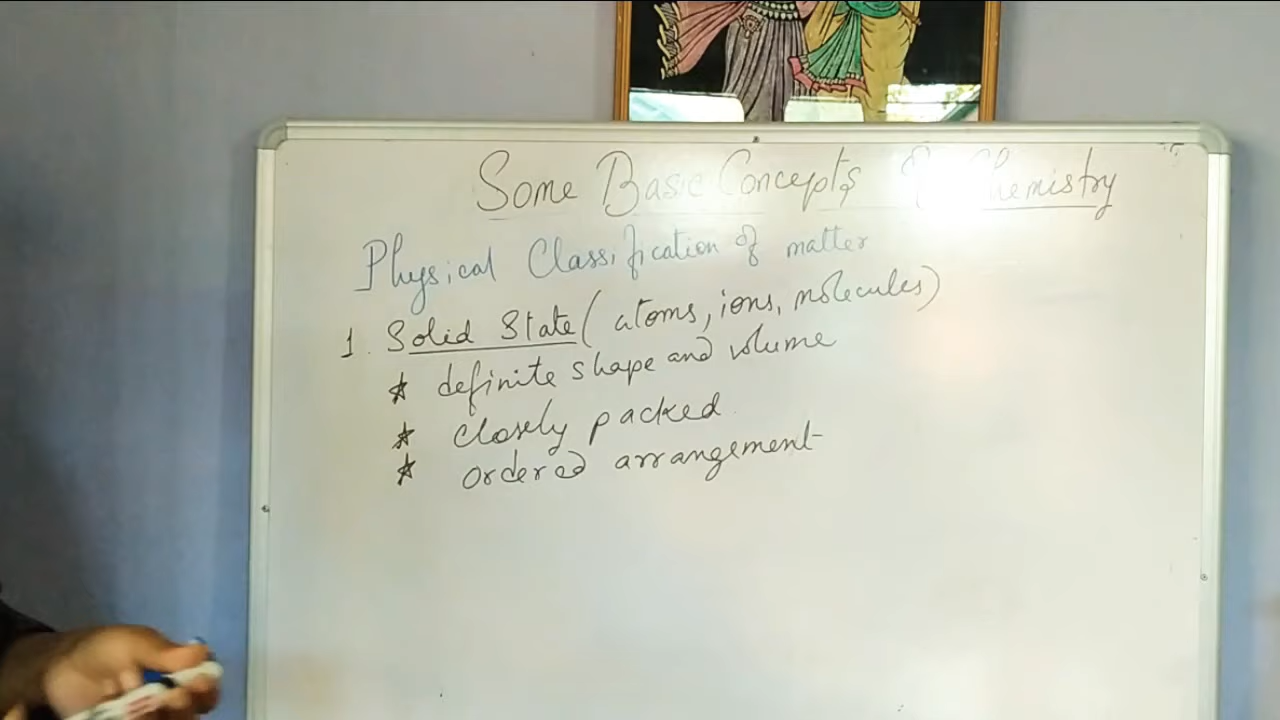 Some Basic Concepts of Chemistry
Physical Classification of matter
1. Solid State (atoms, ions, molecules)
* definite shape and volume
* closely packed
* ordered arrangement